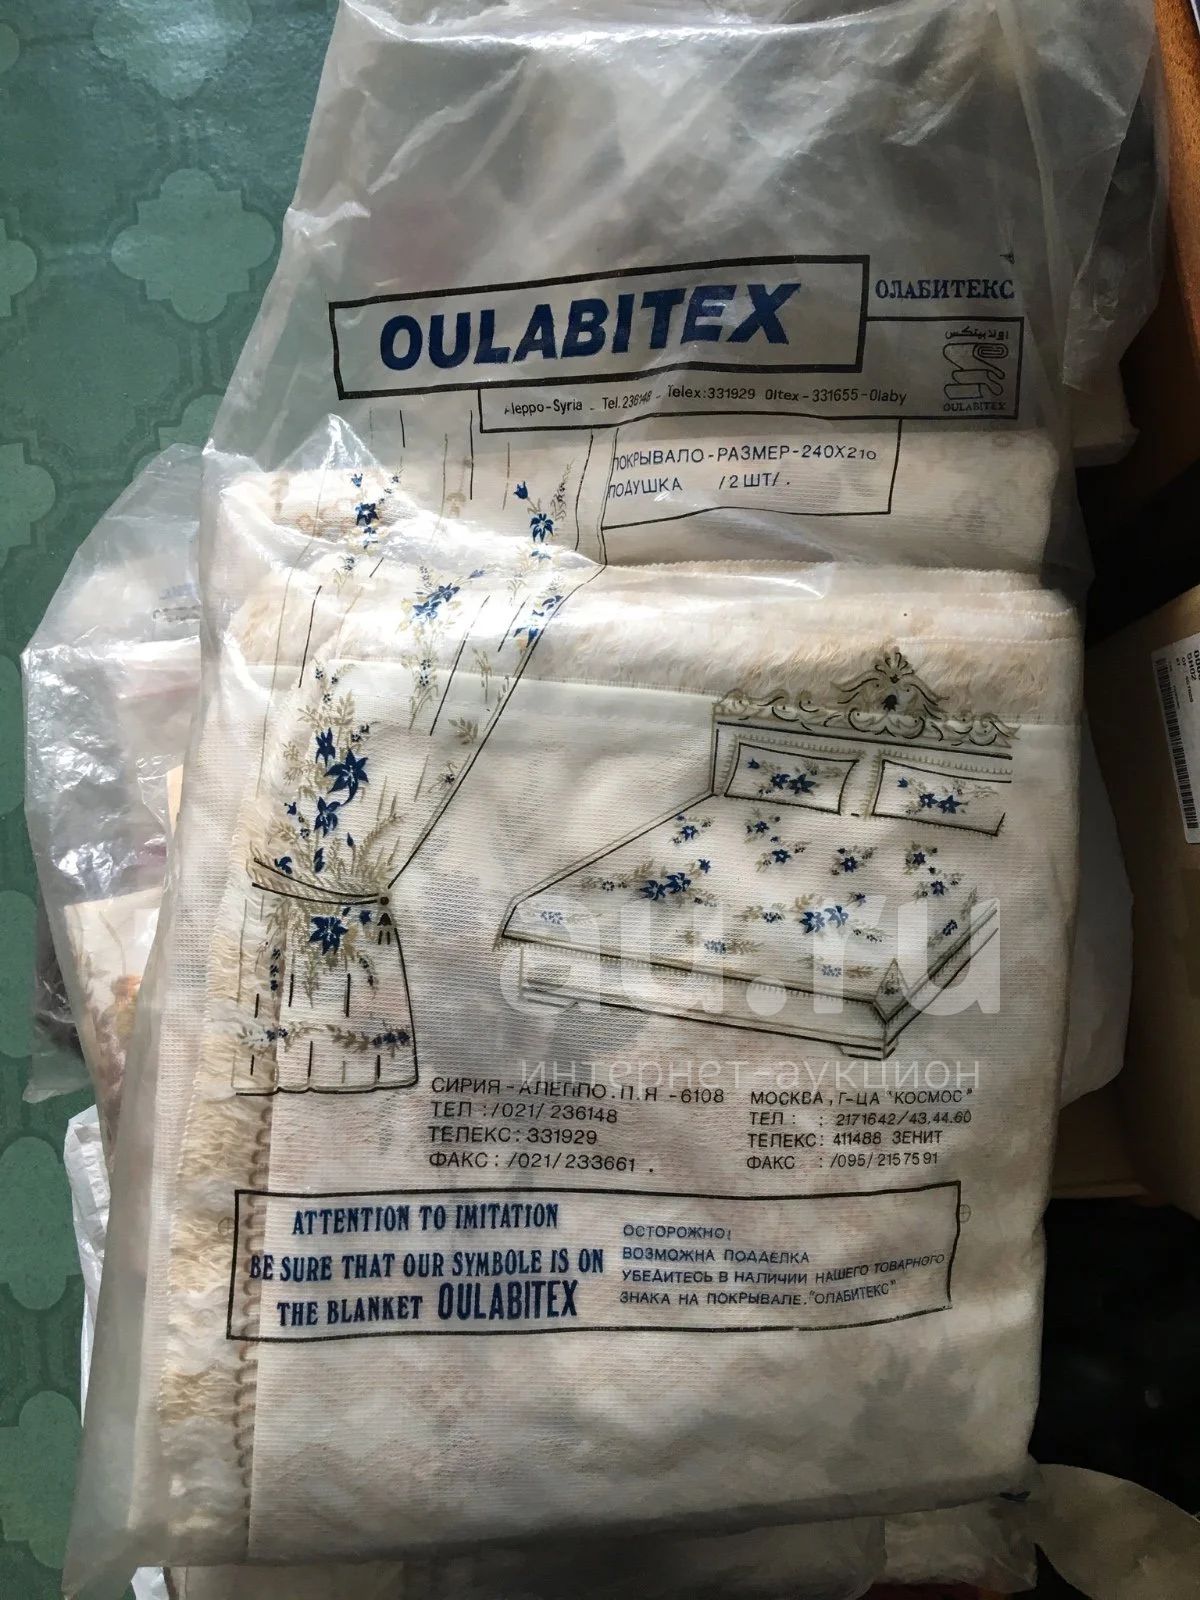 OULABITEX
ОЛАБИТЕКС
اولابيتكس
OULABITEX
Aleppo-Syria - Tel. 236148 - Telex:331929 Oltex-331655-Olaby
ПОКРЫВАЛО-РАЗМЕР-240X210
ПОДУШКА /2 ШТ/.
au.ru
интернет-аукцион
СИРИЯ-АЛЕППО.П.Я-6108
ТЕЛ:/021/236148
ТЕЛЕКС:331929
ФАКС:/021/233661.
МОСКВА, Г-ЦА "КОСМОС"
ТЕЛ: : 2171642/43,44.60
ТЕЛЕКС: 411488 ЗЕНИТ
ФАКС :/095/2157591
ATTENTION TO IMITATION
BE SURE THAT OUR SYMBOLE IS ON
THE BLANKET OULABITEX
ОСТОРОЖНО!
ВОЗМОЖНА ПОДДЕЛКА
УБЕДИТЕСЬ В НАЛИЧИИ НАШЕГО ТОВАРНОГО
ЗНАКА НА ПОКРЫВАЛЕ."ОЛАБИТЕКС"